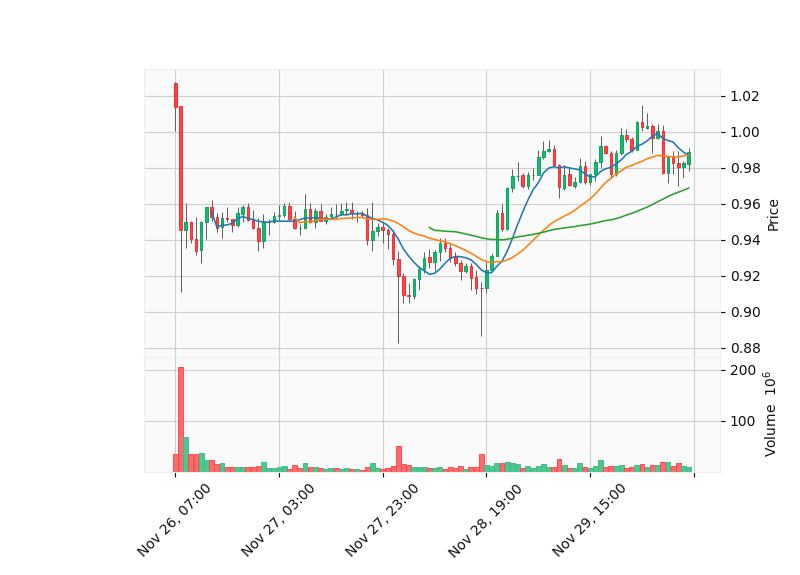 1.02
1.00
0.98
0.96
0.94
0.92
0.90
0.88
Price
200
100
Volume 10^6
Nov 26, 07:00
Nov 27, 03:00
Nov 27, 23:00
Nov 28, 19:00
Nov 29, 15:00